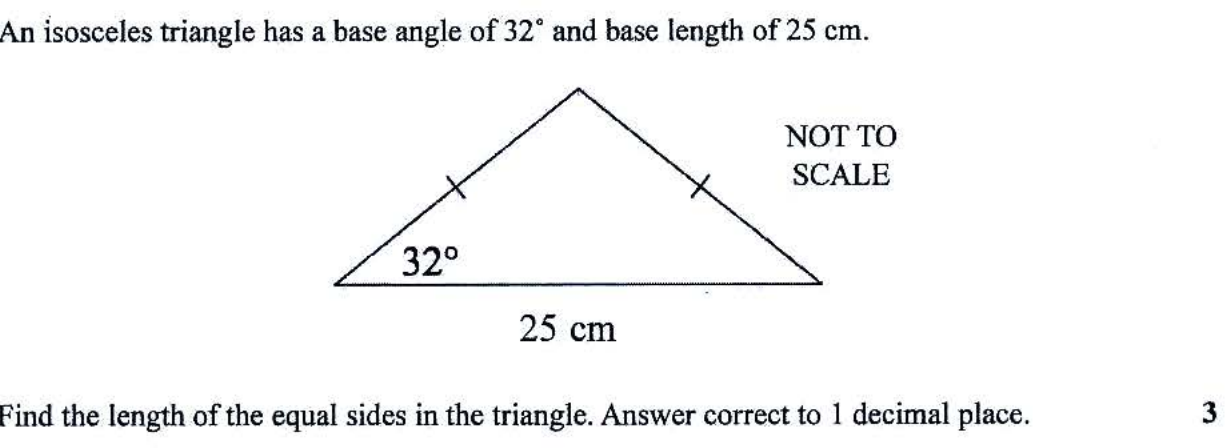 An isosceles triangle has a base angle of 32° and base length of 25 cm.
NOT TO
SCALE
32°
25 cm
Find the length of the equal sides in the triangle. Answer correct to 1 decimal place. 3